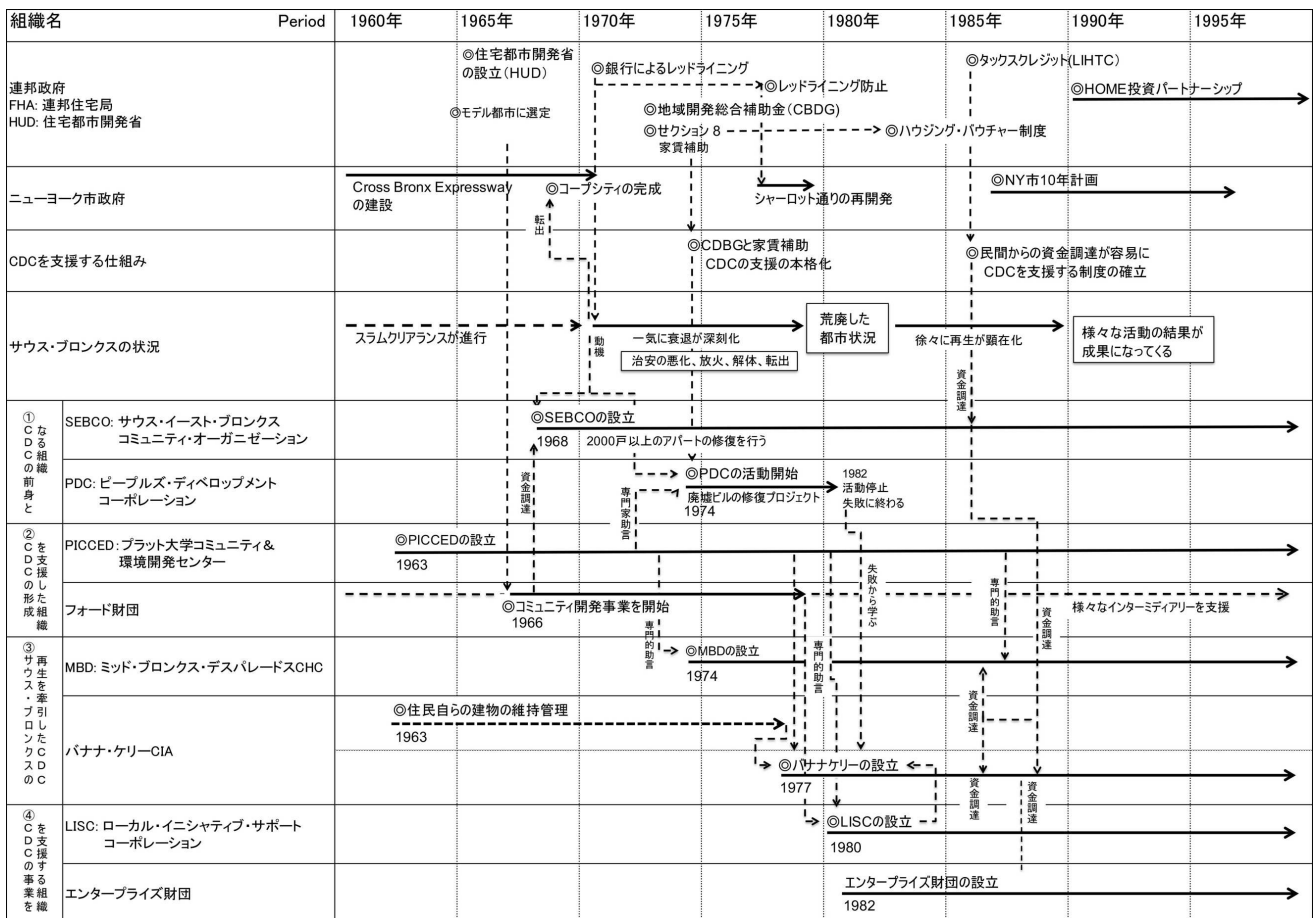 組織名 Period 1960年 1965年 1970年 1975年 1980年 1985年 1990年 1995年
連邦政府
FHA: 連邦住宅局
HUD: 住宅都市開発省
◎住宅都市開発省
の設立(HUD)
◎モデル都市に選定
◎銀行によるレッドライニング
◎レッドライニング防止
◎地域開発総合補助金(CBDG)
◎セクション 8
家賃補助
◎ハウジング・バウチャー制度
◎タックスクレジット(LIHTC)
◎HOME投資パートナーシップ
ニューヨーク市政府
Cross Bronx Expressway
の建設
◎コープシティの完成
転出
シャーロット通りの再開発
◎NY市10年計画
CDCを支援する仕組み
◎CDBGと家賃補助
CDCの支援の本格化
◎民間からの資金調達が容易に
CDCを支援する制度の確立
サウス・ブロンクスの状況
スラムクリアランスが進行
動機
一気に衰退が深刻化
治安の悪化、放火、解体、転出
荒廃した
都市状況
徐々に再生が顕在化
様々な活動の結果が
成果になってくる
資金調達
①
CDCの前身と
なる組織
SEBCO: サウス・イースト・ブロンクス
コミュニティ・オーガニゼーション
◎SEBCOの設立
1968 2000戸以上のアパートの修復を行う
PDC: ピープルズ・ディベロップメント
コーポレーション
資金調達
専門家助言
◎PDCの活動開始
廃墟ビルの修復プロジェクト
1974
1982
活動停止
失敗に終わる
②
CDCの形成
を支援した組織
PICCED: プラット大学コミュニティ&
環境開発センター
◎PICCEDの設立
1963
失敗から学ぶ
専門的助言
フォード財団
◎コミュニティ開発事業を開始
1966
様々なインターミディアリーを支援
資金調達
③
サウス・ブロンクスの
再生を牽引したCDC
MBD: ミッド・ブロンクス・デスパレードスCHC
専門的助言
◎MBDの設立
1974
専門的助言
バナナ・ケリーCIA
◎住民自らの建物の維持管理
1963
資金調達
◎バナナケリーの設立
1977
資金調達
資金調達
④
CDCの事業を
を支援する組織
LISC: ローカル・イニシャティブ・サポート
コーポレーション
◎LISCの設立
1980
エンタープライズ財団
エンタープライズ財団の設立
1982